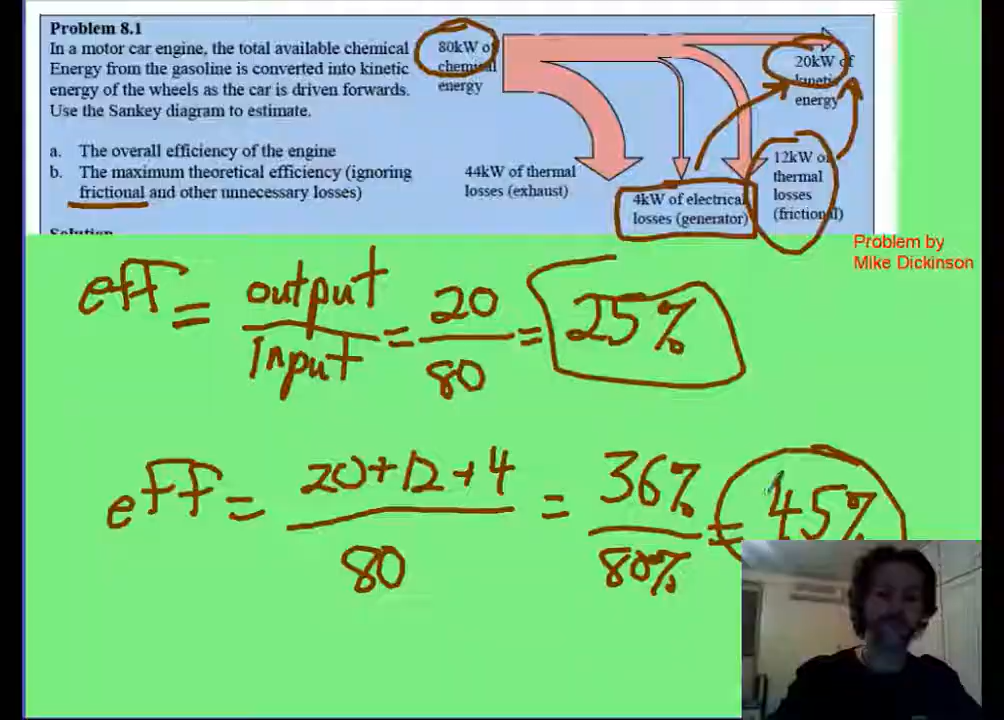 Problem 8.1
In a motor car engine, the total available chemical
Energy from the gasoline is converted into kinetic
energy of the wheels as the car is driven forwards.
Use the Sankey diagram to estimate.
a. The overall efficiency of the engine
b. The maximum theoretical efficiency (ignoring
frictional and other unnecessary losses)
Solution
80kW of
chemical
energy
20kW of
kinetic
energy
44kW of thermal
losses (exhaust)
4kW of electrical
losses (generator)
12kW of
thermal
losses
(frictional)
Problem by
Mike Dickinson
eff = output / Input = 20 / 80 = 25%
eff = 20+12+4 / 80 = 36% / 80% = 45%